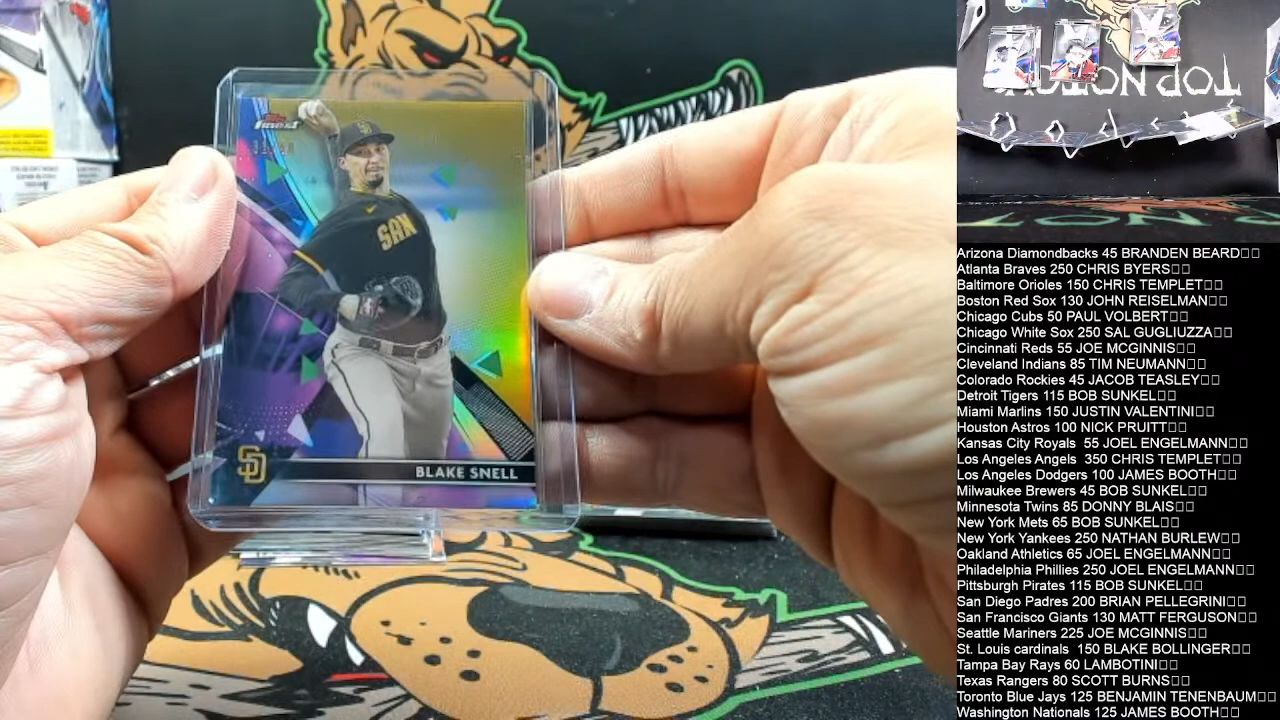 Topps
Finest
SAN
SD
BLAKE SNELL
TOP NOTCH
Arizona Diamondbacks 45 BRANDEN BEARD□□
Atlanta Braves 250 CHRIS BYERS□□
Baltimore Orioles 150 CHRIS TEMPLET□□
Boston Red Sox 130 JOHN REISELMAN□□
Chicago Cubs 50 PAUL VOLBERT□□
Chicago White Sox 250 SAL GUGLIUZZA□□
Cincinnati Reds 55 JOE MCGINNIS□□
Cleveland Indians 85 TIM NEUMANN□□
Colorado Rockies 45 JACOB TEASLEY□□
Detroit Tigers 115 BOB SUNKEL□□
Miami Marlins 150 JUSTIN VALENTINI□□
Houston Astros 100 NICK PRUITT□□
Kansas City Royals 55 JOEL ENGELMANN□□
Los Angeles Angels 350 CHRIS TEMPLET□□
Los Angeles Dodgers 100 JAMES BOOTH□□
Milwaukee Brewers 45 BOB SUNKEL□□
Minnesota Twins 85 DONNY BLAIS□□
New York Mets 65 BOB SUNKEL□□
New York Yankees 250 NATHAN BURLEW□□
Oakland Athletics 65 JOEL ENGELMANN□□
Philadelphia Phillies 250 JOEL ENGELMANN□□
Pittsburgh Pirates 115 BOB SUNKEL□□
San Diego Padres 200 BRIAN PELLEGRINI□□
San Francisco Giants 130 MATT FERGUSON□□
Seattle Mariners 225 JOE MCGINNIS□□
St. Louis cardinals 150 BLAKE BOLLINGER□□
Tampa Bay Rays 60 LAMBOTINI□□
Texas Rangers 80 SCOTT BURNS□□
Toronto Blue Jays 125 BENJAMIN TENENBAUM□□
Washington Nationals 125 JAMES BOOTH□□